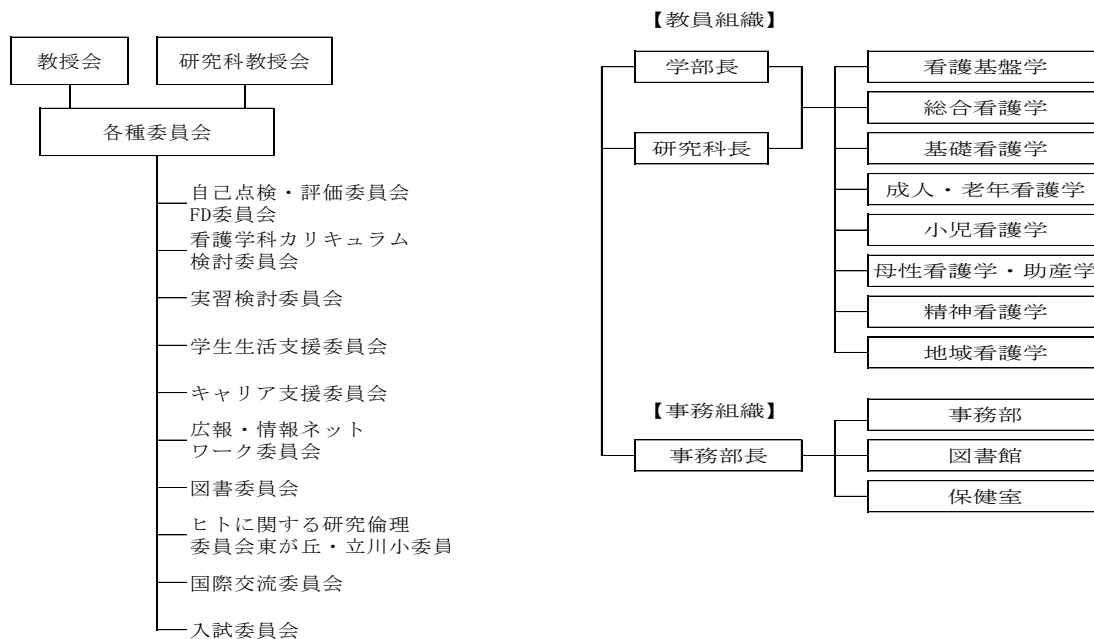 教授会
研究科教授会
各種委員会
自己点検・評価委員会
FD委員会
看護学科カリキュラム
検討委員会
実習検討委員会
学生生活支援委員会
キャリア支援委員会
広報・情報ネット
ワーク委員会
図書委員会
ヒトに関する研究倫理
委員会東が丘・立川小委員
国際交流委員会
入試委員会
【教員組織】
学部長
研究科長
看護基盤学
総合看護学
基礎看護学
成人・老年看護学
小児看護学
母性看護学・助産学
精神看護学
地域看護学
【事務組織】
事務部長
事務部
図書館
保健室